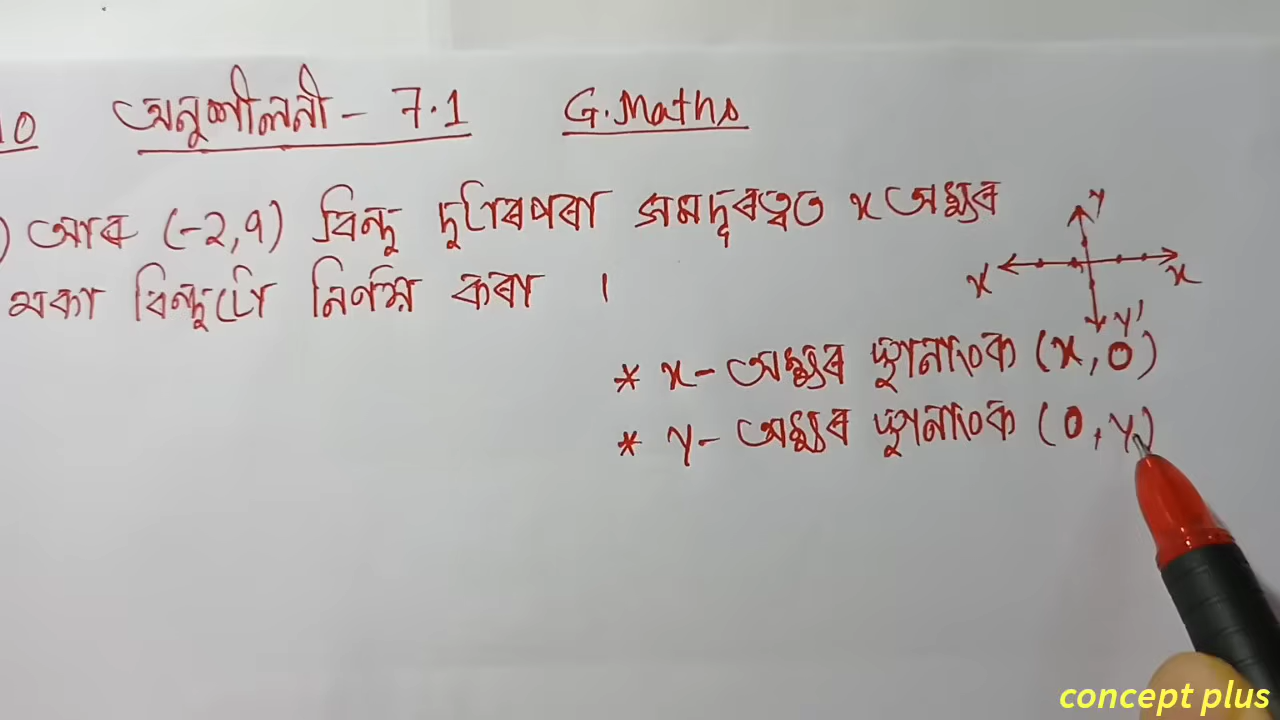 10 অনুশীলনী - 7.1 G.Maths
) আৰু (-2,9) বিন্দু দুটাৰপৰা সমদূৰত্বত x অক্ষৰ
থকা বিন্দুটো নিৰ্ণয় কৰা ।
y
x x
y'
* x- অক্ষৰ স্থানাংক (x, 0)
* y- অক্ষৰ স্থানাংক (0, y)
concept plus